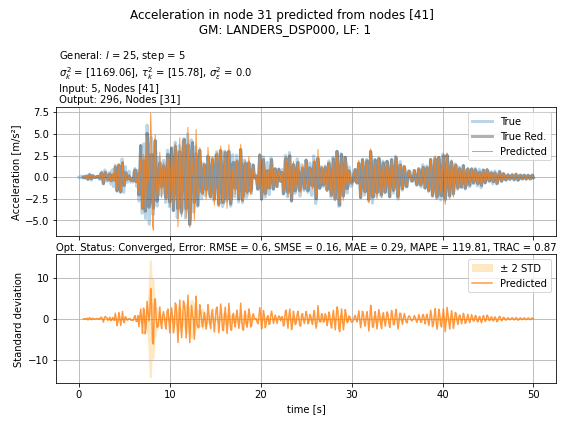 Acceleration in node 31 predicted from nodes [41]
GM: LANDERS_DSP000, LF: 1
General: l = 25, step = 5
σ²ₖ = [1169.06], τ²ₖ = [15.78], σ²ε = 0.0
Input: 5, Nodes [41]
Output: 296, Nodes [31]
Acceleration [m/s²]
7.5
5.0
2.5
0.0
−2.5
−5.0
True
True Red.
Predicted
Opt. Status: Converged, Error: RMSE = 0.6, SMSE = 0.16, MAE = 0.29, MAPE = 119.81, TRAC = 0.87
Standard deviation
10
0
−10
± 2 STD
Predicted
0 10 20 30 40 50
time [s]